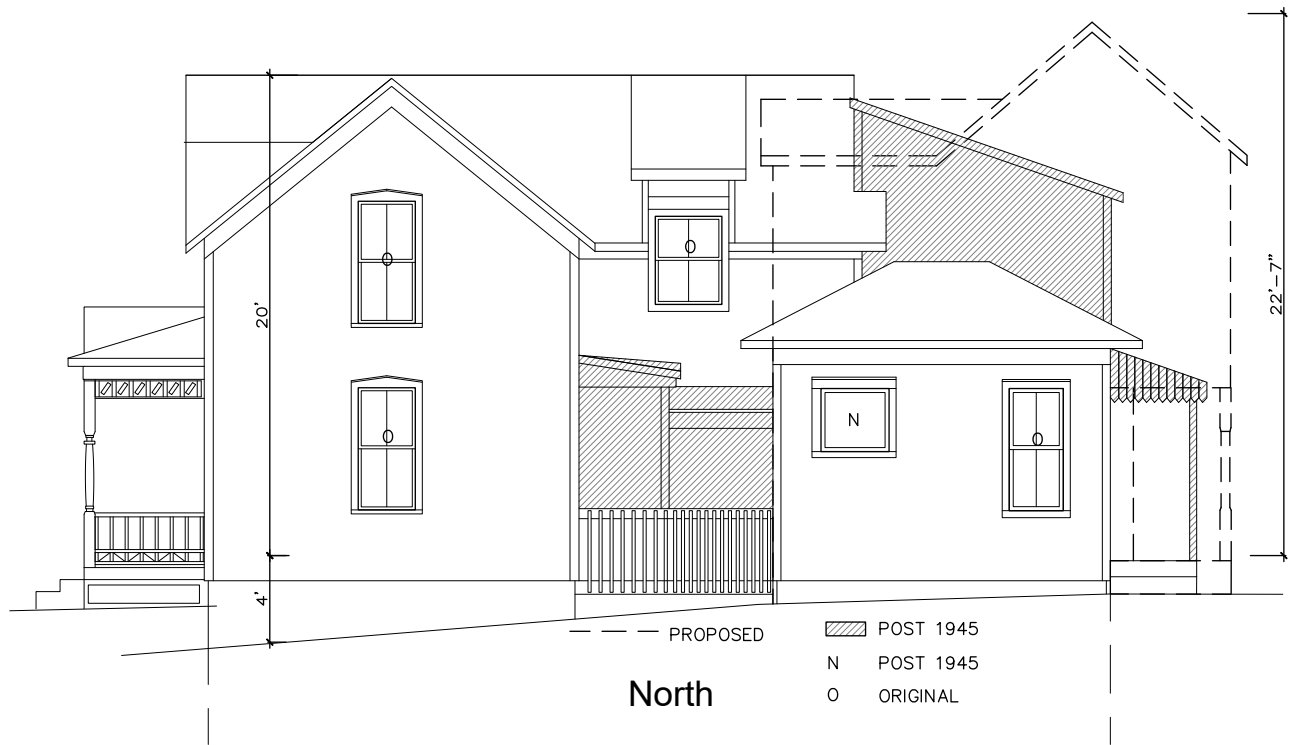 O
O
N
O
O
20'
4'
22'-7"
PROPOSED
POST 1945
N POST 1945
O ORIGINAL
North